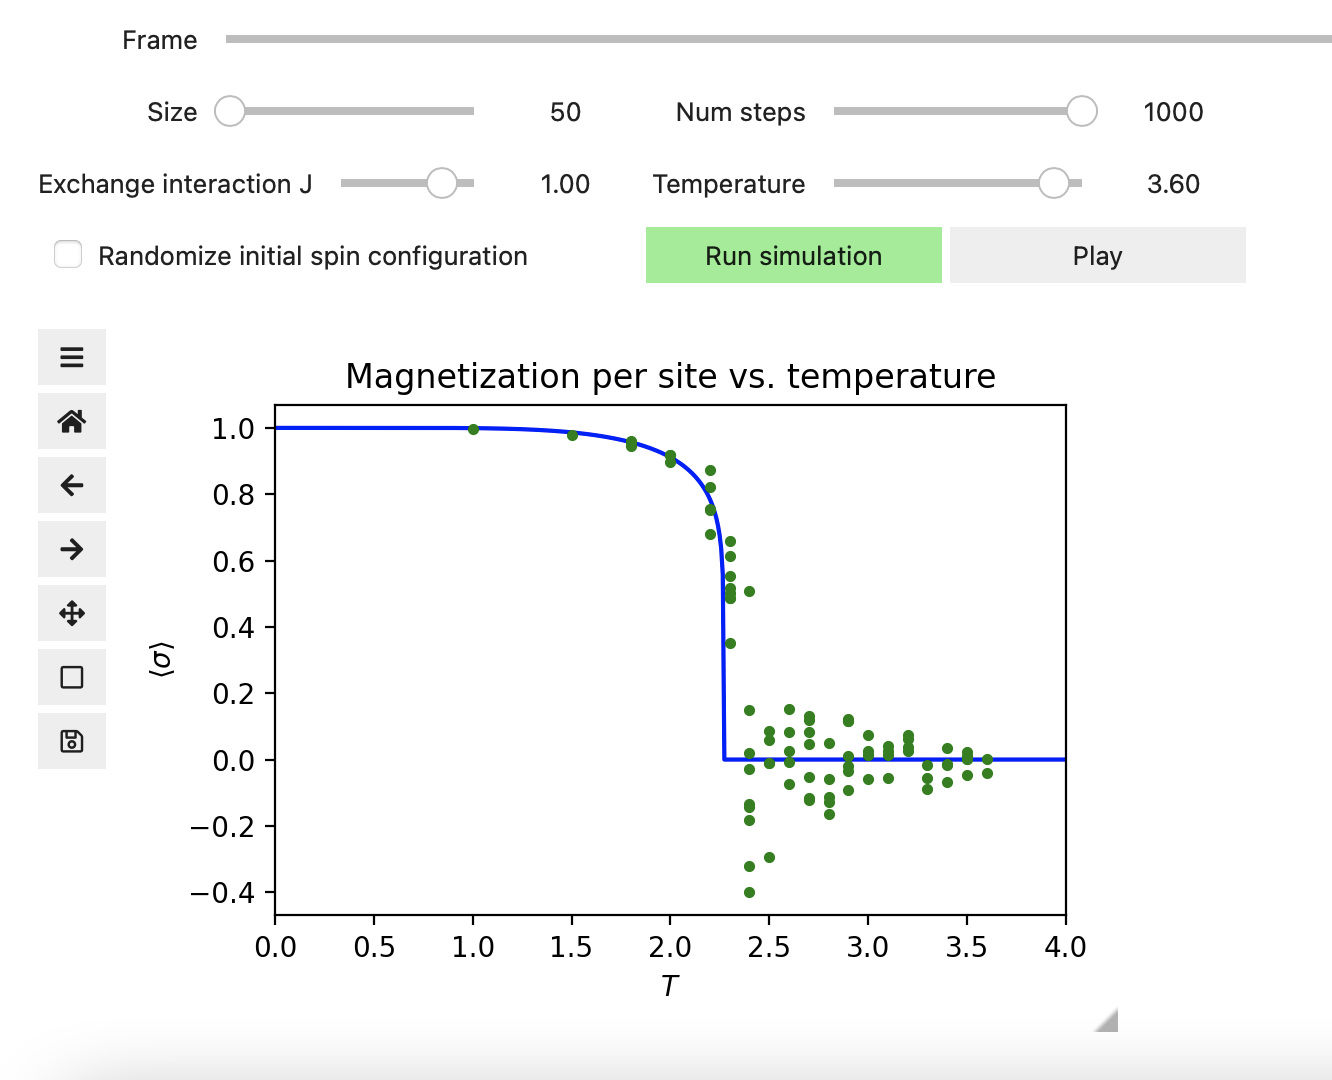 Frame
Size 50 Num steps 1000
Exchange interaction J 1.00 Temperature 3.60
Randomize initial spin configuration Run simulation Play
Magnetization per site vs. temperature
1.0
0.8
0.6
0.4
0.2
0.0
−0.2
−0.4
⟨σ⟩
0.0 0.5 1.0 1.5 2.0 2.5 3.0 3.5 4.0
T